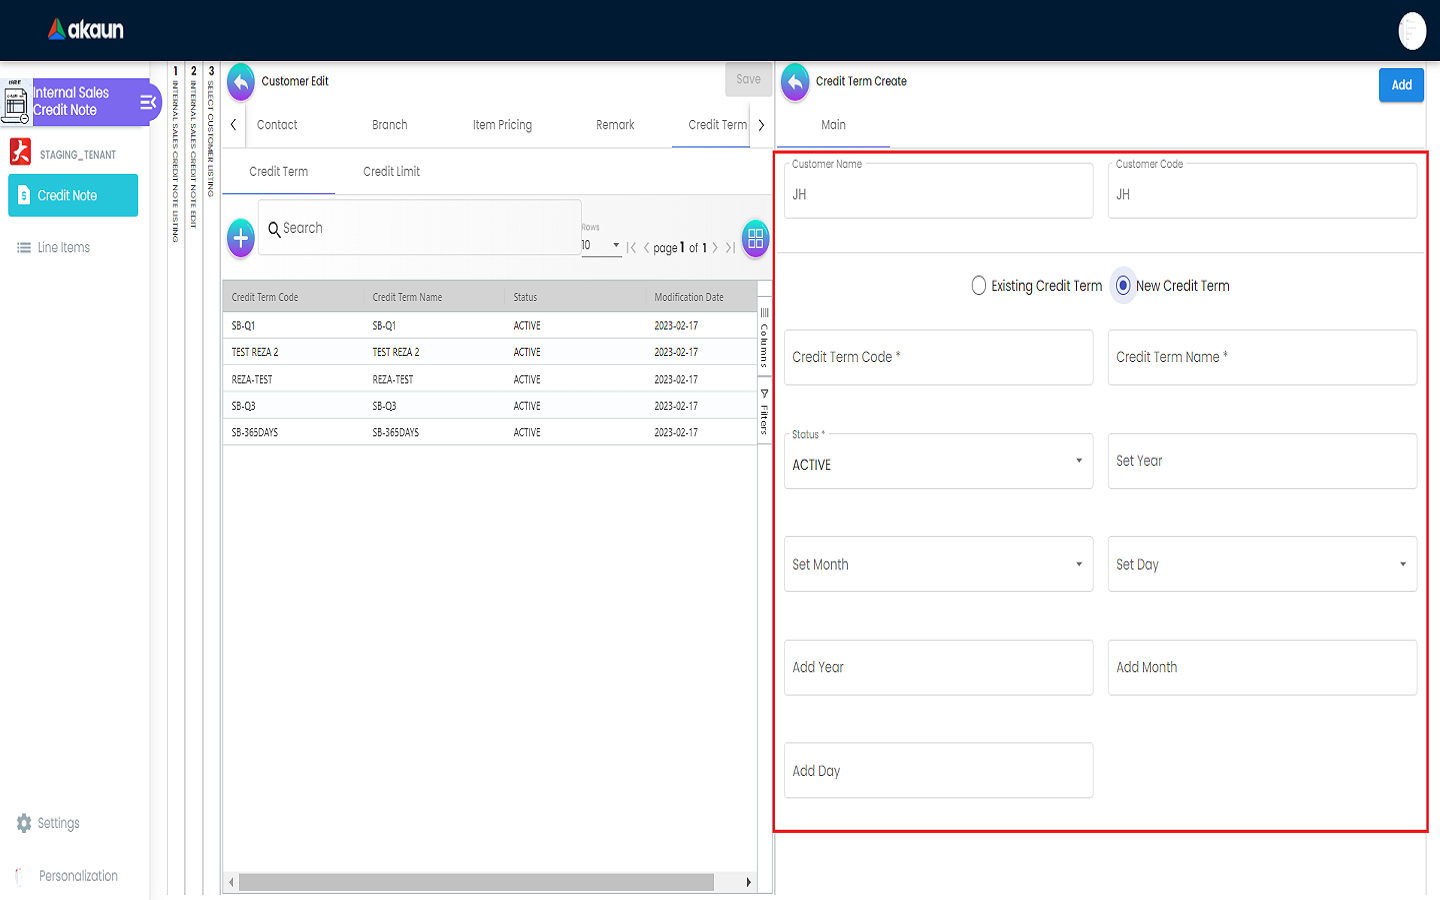 akaun
Internal Sales
Credit Note
STAGING_TENANT
Credit Note
Line Items
Settings
Personalization
1 INTERNAL SALES CREDIT NOTE LISTING
2 INTERNAL SALES CREDIT NOTE EDIT
3 SELECT CUSTOMER LISTING
Customer Edit
Save
Contact Branch Item Pricing Remark Credit Term
Credit Term Credit Limit
Search
Rows
10
page 1 of 1
Credit Term Code Credit Term Name Status Modification Date
SB-Q1 SB-Q1 ACTIVE 2023-02-17
TEST REZA 2 TEST REZA 2 ACTIVE 2023-02-17
REZA-TEST REZA-TEST ACTIVE 2023-02-17
SB-Q3 SB-Q3 ACTIVE 2023-02-17
SB-365DAYS SB-365DAYS ACTIVE 2023-02-17
Columns
Filters
Credit Term Create
Add
Main
Customer Name
JH
Customer Code
JH
Existing Credit Term New Credit Term
Credit Term Code * Credit Term Name *
Status *
ACTIVE
Set Year
Set Month Set Day
Add Year Add Month
Add Day